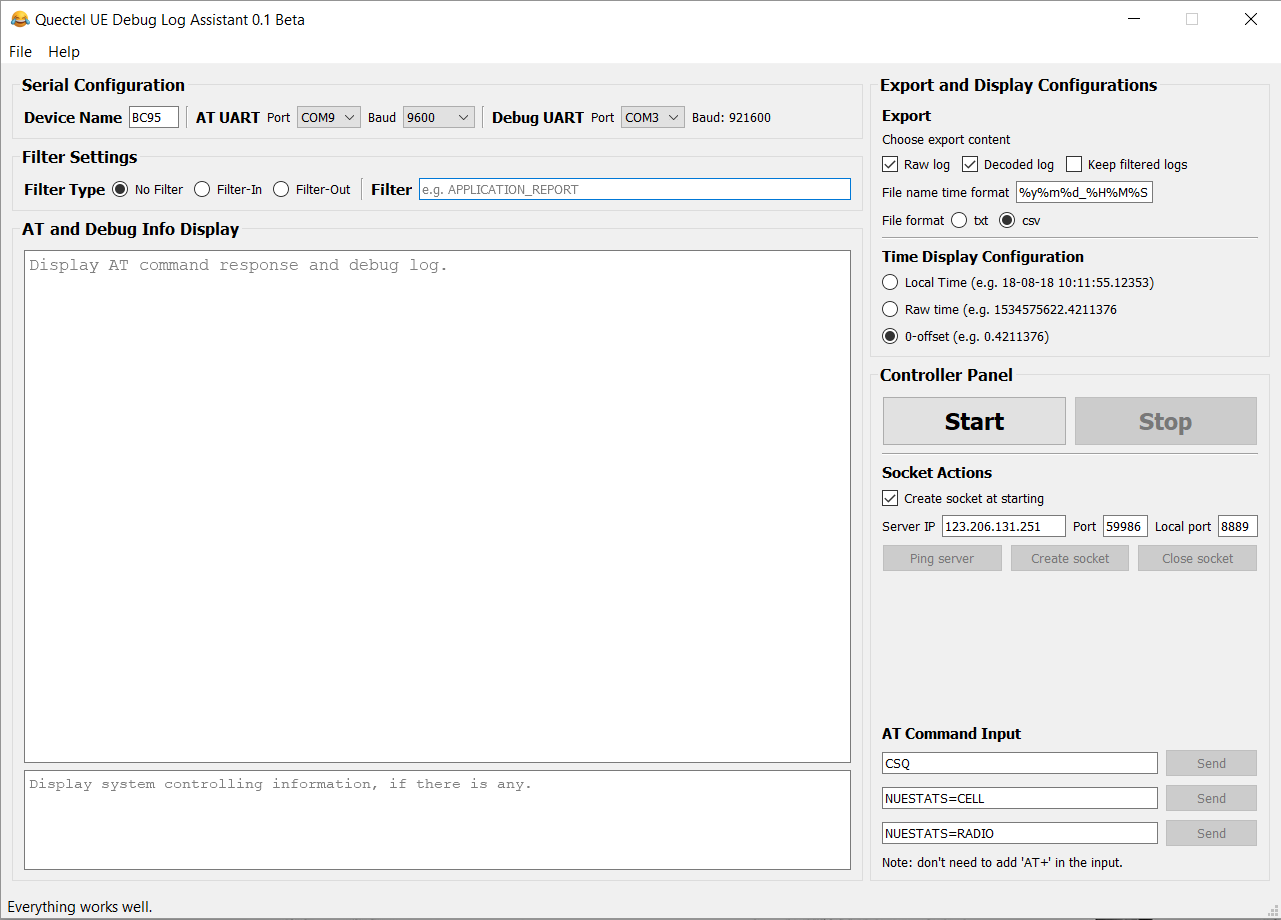 Quectel UE Debug Log Assistant 0.1 Beta
File Help
Serial Configuration
Device Name BC95 AT UART Port COM9 Baud 9600 Debug UART Port COM3 Baud: 921600
Filter Settings
Filter Type No Filter Filter-In Filter-Out Filter e.g. APPLICATION_REPORT
AT and Debug Info Display
Display AT command response and debug log.
Display system controlling information, if there is any.
Export and Display Configurations
Export
Choose export content
Raw log Decoded log Keep filtered logs
File name time format %y%m%d_%H%M%S
File format txt csv
Time Display Configuration
Local Time (e.g. 18-08-18 10:11:55.12353)
Raw time (e.g. 1534575622.4211376
0-offset (e.g. 0.4211376)
Controller Panel
Start Stop
Socket Actions
Create socket at starting
Server IP 123.206.131.251 Port 59986 Local port 8889
Ping server Create socket Close socket
AT Command Input
CSQ Send
NUESTATS=CELL Send
NUESTATS=RADIO Send
Note: don't need to add 'AT+' in the input.
Everything works well.